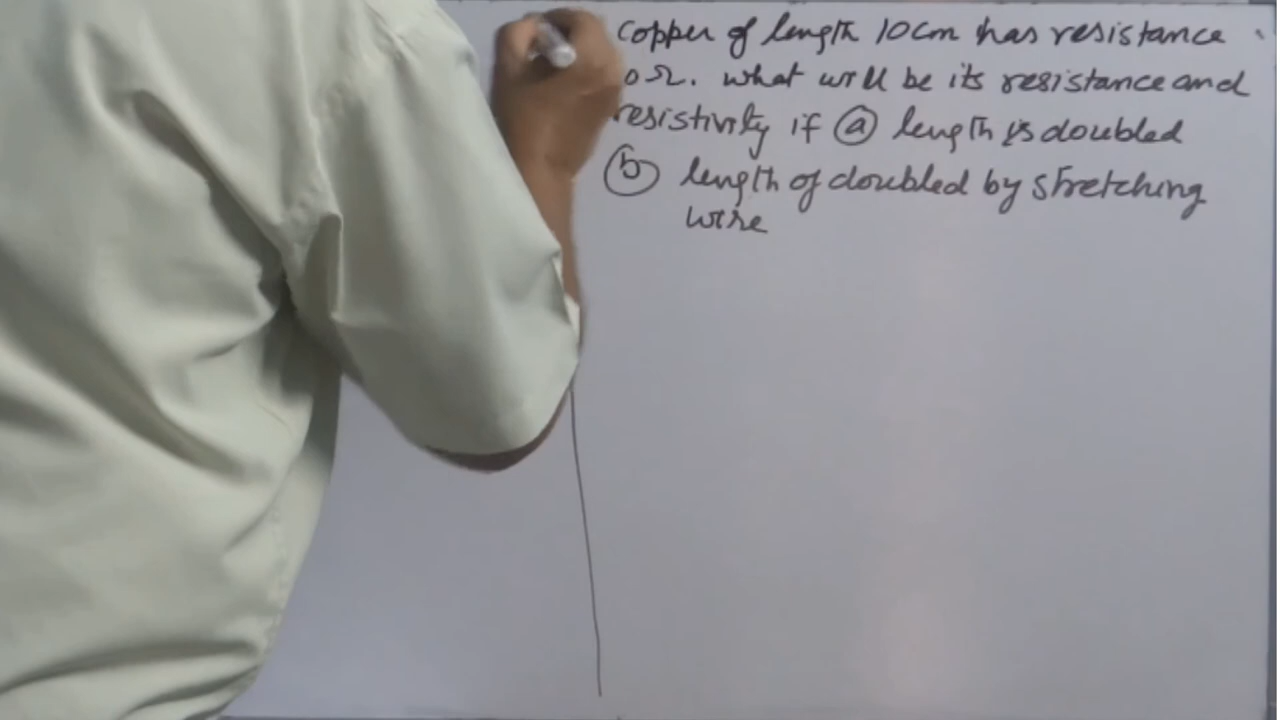 copper of length 10cm has resistance
0Ω. what will be its resistance and
resistivity if ⓐ length is doubled
ⓑ length of doubled by stretching
wire